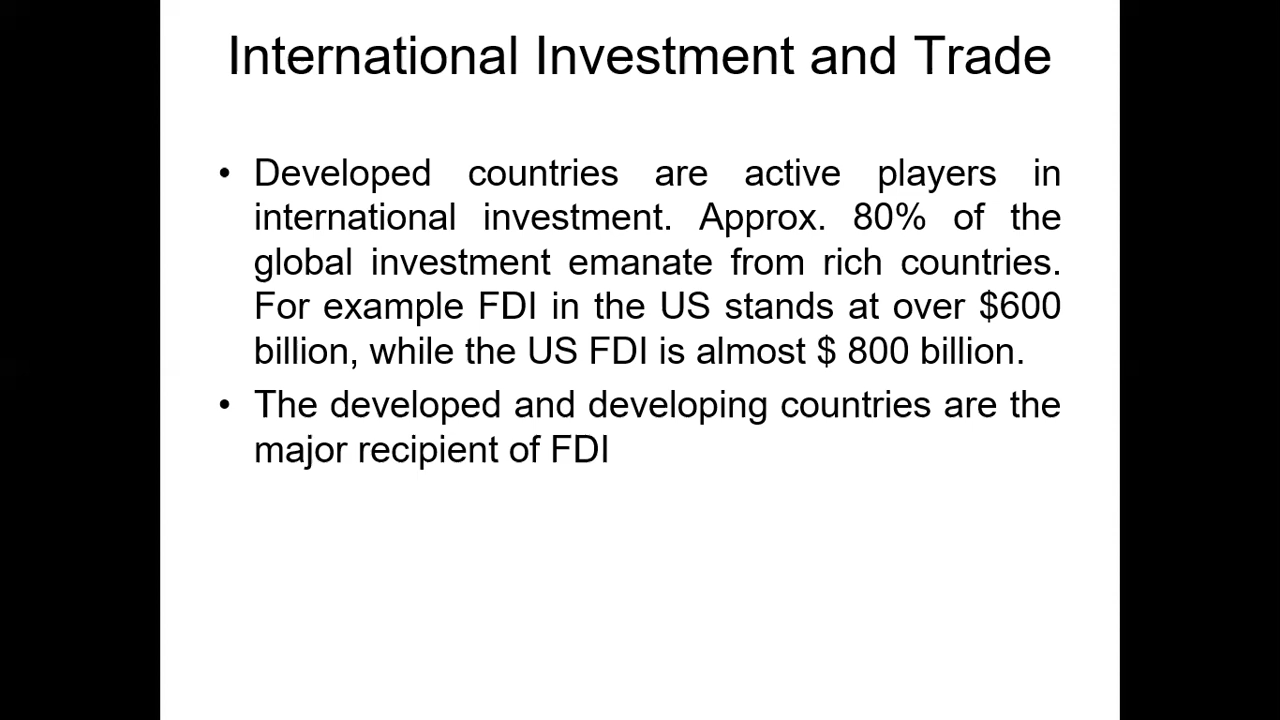 International Investment and Trade
• Developed countries are active players in
international investment. Approx. 80% of the
global investment emanate from rich countries.
For example FDI in the US stands at over $600
billion, while the US FDI is almost $ 800 billion.
• The developed and developing countries are the
major recipient of FDI